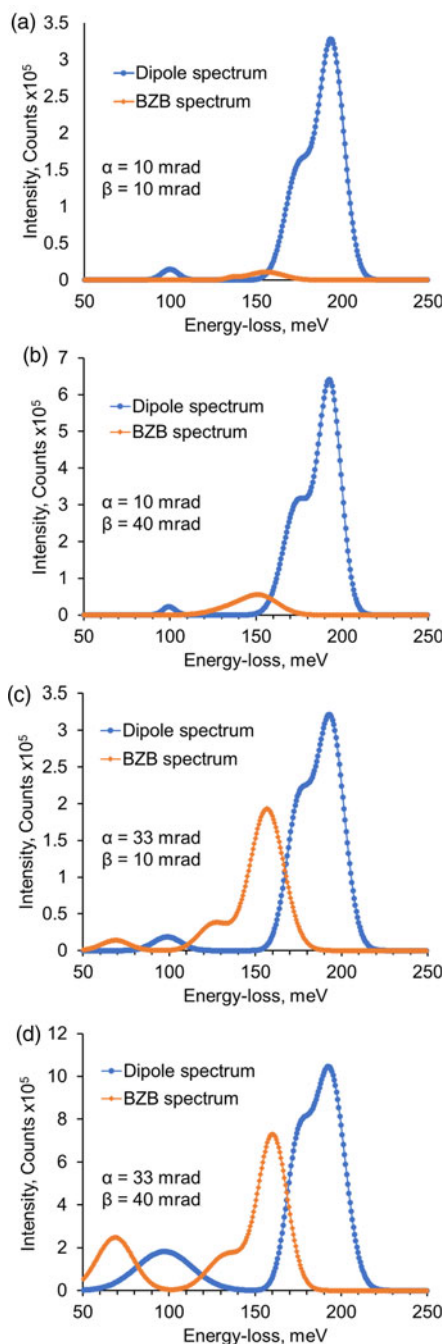 (a)
3.5
3
2.5
2
1.5
1
0.5
0
Intensity, Counts x10⁵
Dipole spectrum
BZB spectrum
α = 10 mrad
β = 10 mrad
50 100 150 200 250
Energy-loss, meV
(b)
7
6
5
4
3
2
1
0
Intensity, Counts x10⁵
Dipole spectrum
BZB spectrum
α = 10 mrad
β = 40 mrad
50 100 150 200 250
Energy-loss, meV
(c)
3.5
3
2.5
2
1.5
1
0.5
0
Intensity, Counts x10⁵
Dipole spectrum
BZB spectrum
α = 33 mrad
β = 10 mrad
50 100 150 200 250
Energy-loss, meV
(d)
12
10
8
6
4
2
0
Intensity, Counts x10⁵
Dipole spectrum
BZB spectrum
α = 33 mrad
β = 40 mrad
50 100 150 200 250
Energy-loss, meV